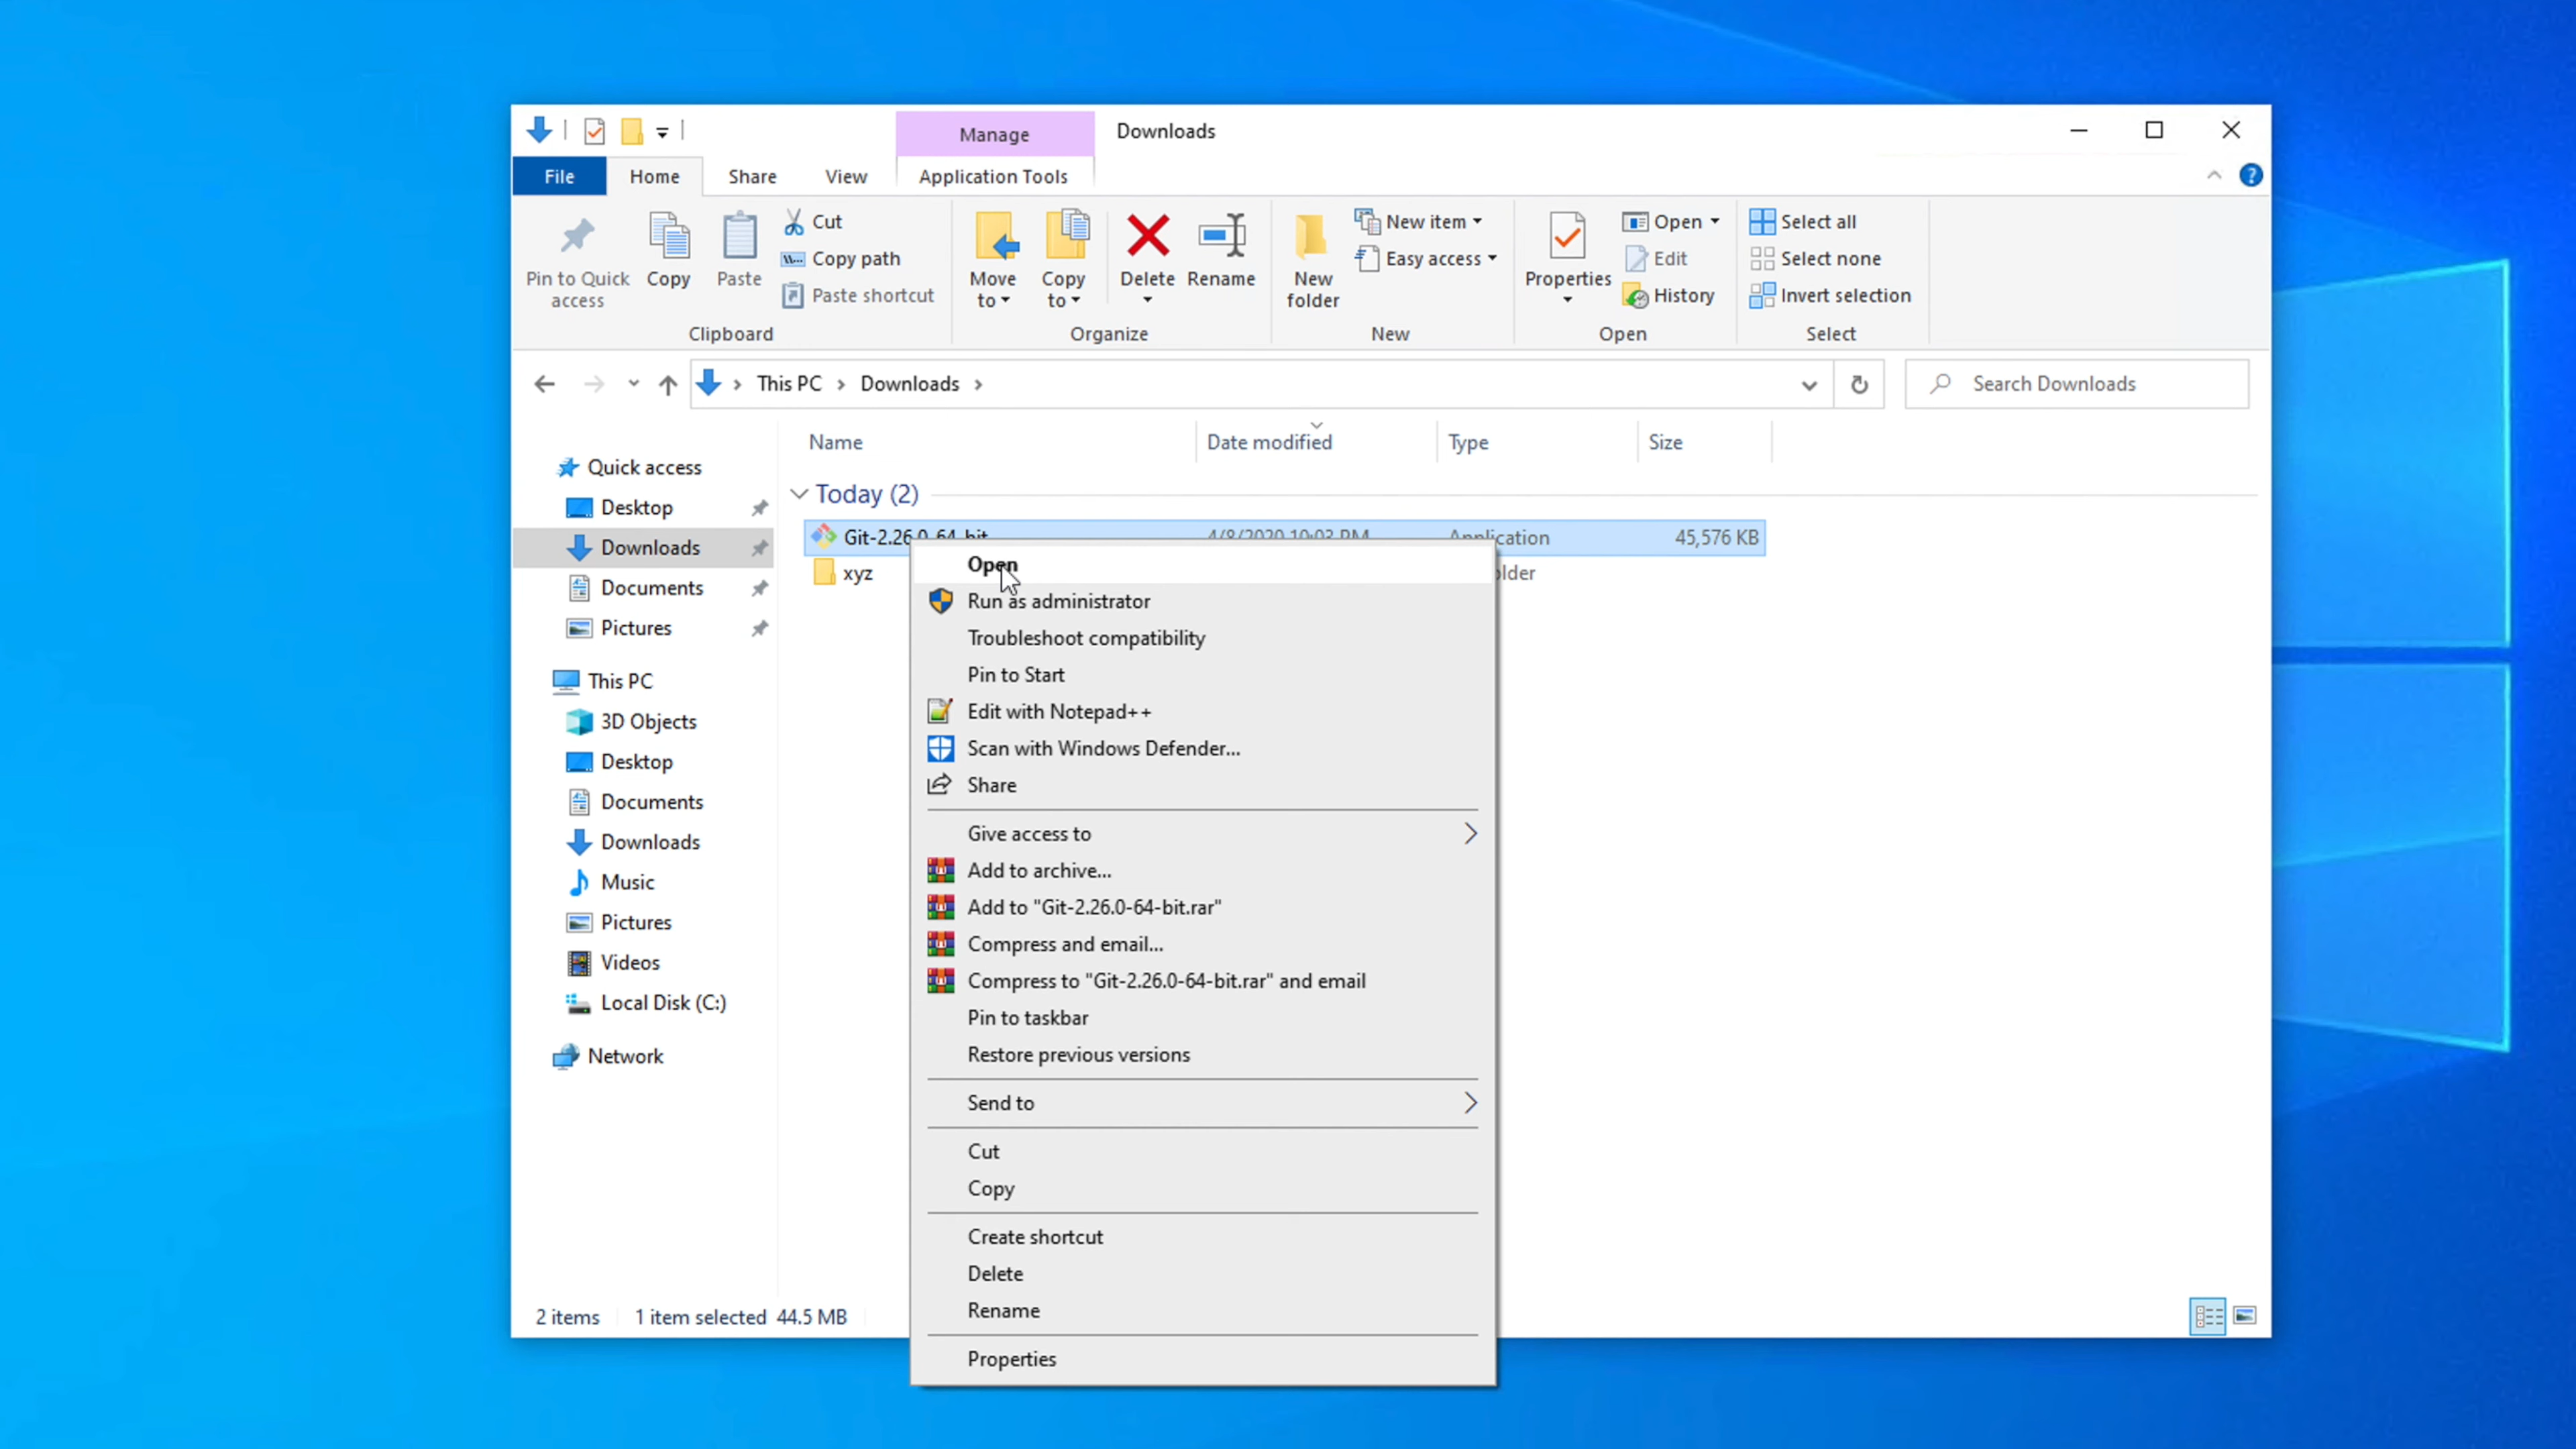 Manage
Downloads
File
Home
Share
View
Application Tools
Pin to Quick access
Copy
Paste
Cut
Copy path
Paste shortcut
Clipboard
Move to
Copy to
Delete
Rename
Organize
New folder
New item
Easy access
New
Properties
Open
Edit
History
Open
Select all
Select none
Invert selection
Select
This PC
Downloads
Search Downloads
Name
Date modified
Type
Size
Quick access
Desktop
Downloads
Documents
Pictures
This PC
3D Objects
Desktop
Documents
Downloads
Music
Pictures
Videos
Local Disk (C:)
Network
Today (2)
Git-2.26.0-64-bit
4/8/2020 10:03 PM
Application
45,576 KB
xyz
older
Open
Run as administrator
Troubleshoot compatibility
Pin to Start
Edit with Notepad++
Scan with Windows Defender...
Share
Give access to
Add to archive...
Add to "Git-2.26.0-64-bit.rar"
Compress and email...
Compress to "Git-2.26.0-64-bit.rar" and email
Pin to taskbar
Restore previous versions
Send to
Cut
Copy
Create shortcut
Delete
Rename
Properties
2 items
1 item selected 44.5 MB